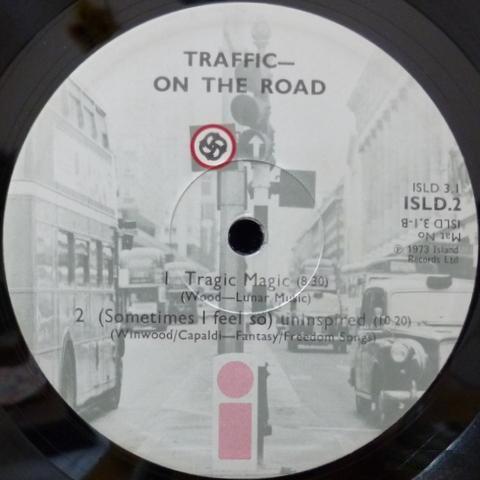 TRAFFIC—
ON THE ROAD
ISLD 3.1
ISLD.2
ISLD 3.1-B
Mat No
℗ 1973 Island
Records Ltd
1 Tragic Magic (8.30)
(Wood—Lunar Music)
2 (Sometimes I feel so) uninspired (10.20)
(Winwood/Capaldi—Fantasy/Freedom Songs)
i